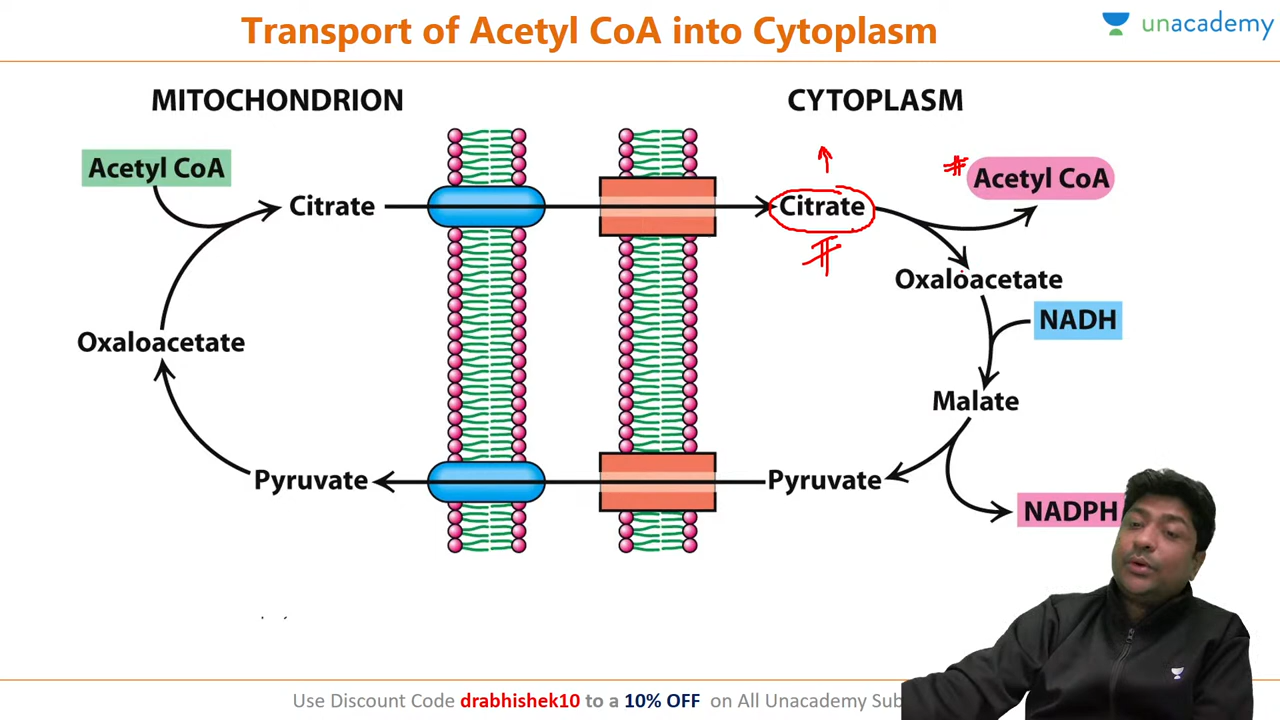 Transport of Acetyl CoA into Cytoplasm
unacademy
MITOCHONDRION
CYTOPLASM
Acetyl CoA
Citrate
Citrate
Acetyl CoA
Oxaloacetate
NADH
Oxaloacetate
Malate
Pyruvate
Pyruvate
NADPH
Use Discount Code drabhishek10 to a 10% OFF on All Unacademy Sub